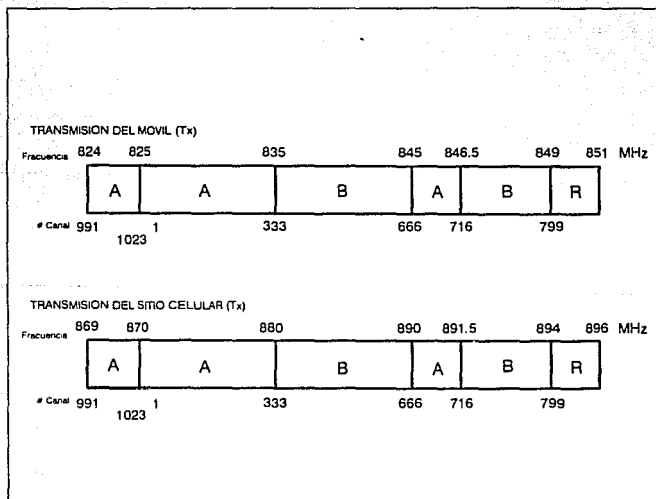 TRANSMISION DEL MOVIL (Tx)
Fracuencia 824 825 835 845 846.5 849 851 MHz
A A B A B R
# Canal 991 1023 1 333 666 716 799
TRANSMISION DEL SITIO CELULAR (Tx)
Fracuencia 869 870 880 890 891.5 894 896 MHz
A A B A B R
# Canal 991 1023 1 333 666 716 799